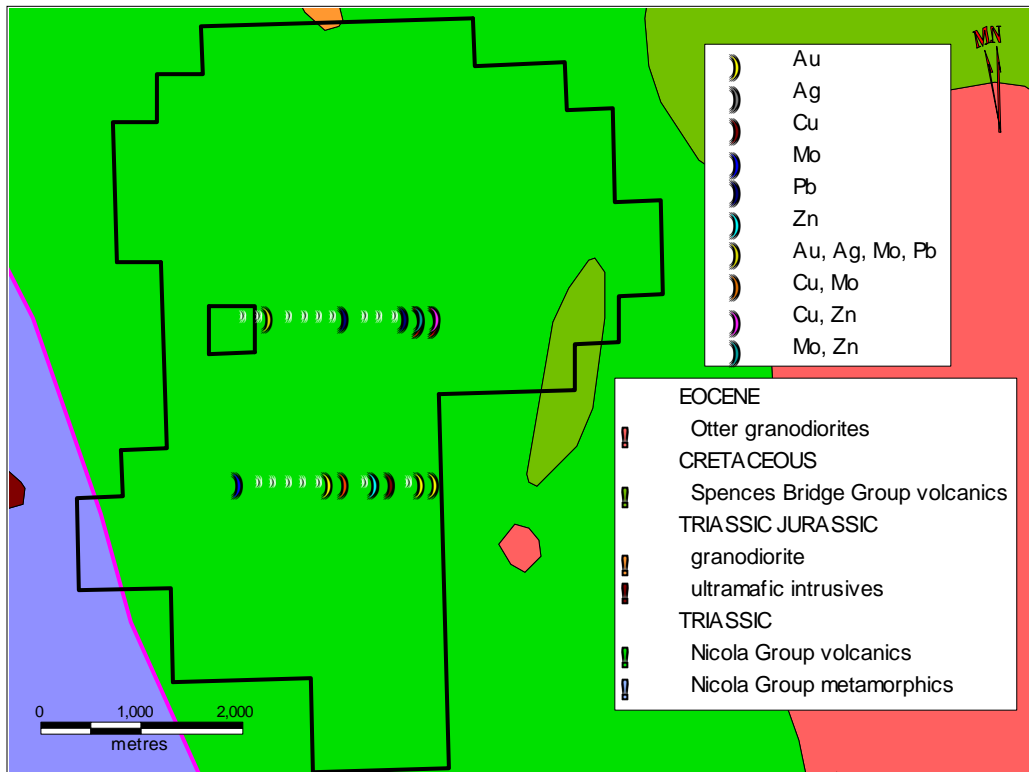 MN
Au
Ag
Cu
Mo
Pb
Zn
Au, Ag, Mo, Pb
Cu, Mo
Cu, Zn
Mo, Zn
EOCENE
Otter granodiorites
CRETACEOUS
Spences Bridge Group volcanics
TRIASSIC JURASSIC
granodiorite
ultramafic intrusives
TRIASSIC
Nicola Group volcanics
Nicola Group metamorphics
0 1,000 2,000
metres